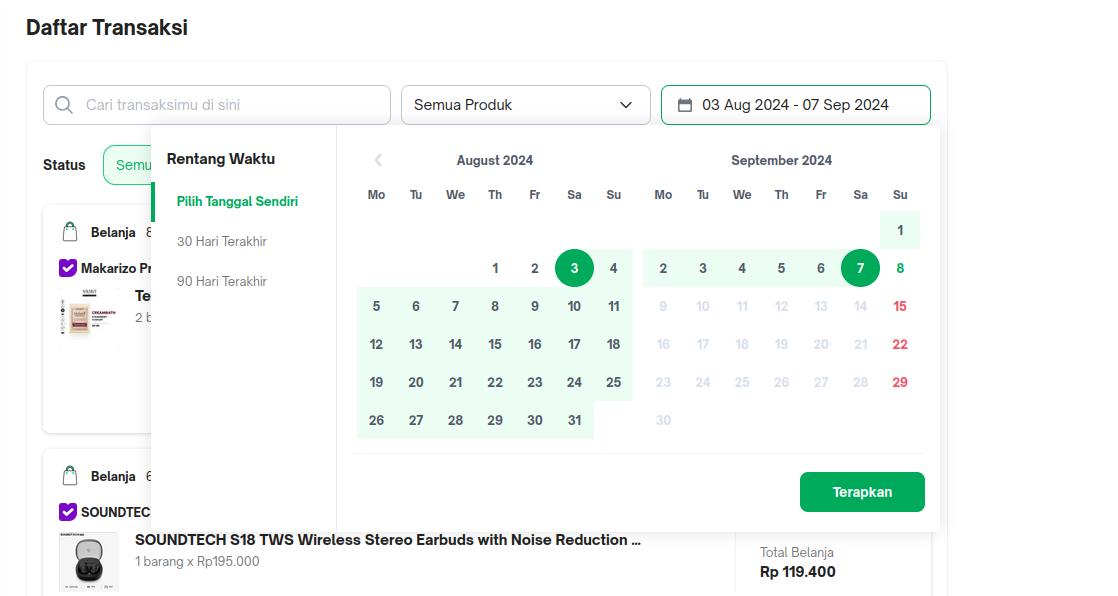 Daftar Transaksi
Cari transaksimu di sini
Semua Produk
03 Aug 2024 - 07 Sep 2024
Status
Semu
Rentang Waktu
Pilih Tanggal Sendiri
30 Hari Terakhir
90 Hari Terakhir
August 2024
Mo Tu We Th Fr Sa Su
1 2 3 4
5 6 7 8 9 10 11
12 13 14 15 16 17 18
19 20 21 22 23 24 25
26 27 28 29 30 31
September 2024
Mo Tu We Th Fr Sa Su
1
2 3 4 5 6 7 8
9 10 11 12 13 14 15
16 17 18 19 20 21 22
23 24 25 26 27 28 29
30
Terapkan
Belanja
Makarizo Pr
Te
2 b
CREAMBATH
Belanja 6
SOUNDTEC
SOUNDTECH S18 TWS Wireless Stereo Earbuds with Noise Reduction ...
1 barang x Rp195.000
Total Belanja
Rp 119.400